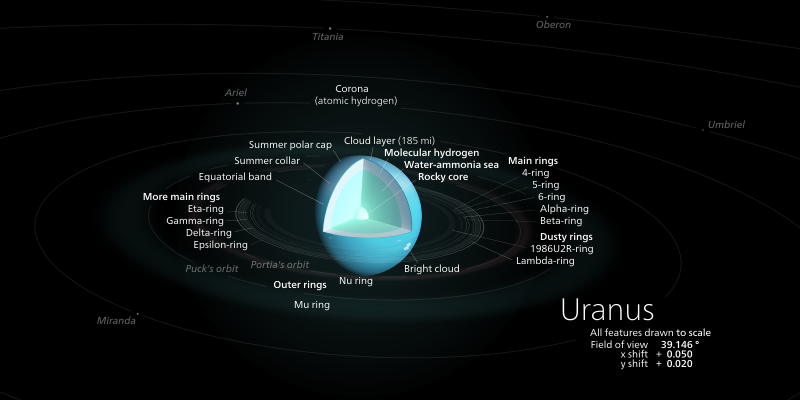 Oberon
Titania
Ariel
Corona
(atomic hydrogen)
Umbriel
Summer polar cap
Cloud layer (185 mi)
Molecular hydrogen
Summer collar
Water-ammonia sea
Main rings
Equatorial band
Rocky core
4-ring
5-ring
More main rings
6-ring
Eta-ring
Alpha-ring
Gamma-ring
Beta-ring
Delta-ring
Dusty rings
Epsilon-ring
1986U2R-ring
Puck's orbit
Portia's orbit
Bright cloud
Lambda-ring
Outer rings
Nu ring
Mu ring
Miranda
Uranus
All features drawn to scale
Field of view 39.146 °
x shift + 0.050
y shift + 0.020